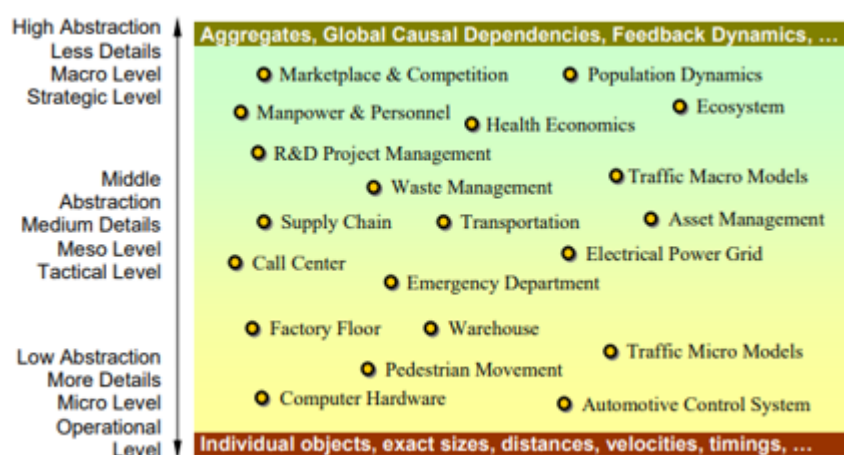 High Abstraction
Less Details
Macro Level
Strategic Level
Middle
Abstraction
Medium Details
Meso Level
Tactical Level
Low Abstraction
More Details
Micro Level
Operational
Level
Aggregates, Global Causal Dependencies, Feedback Dynamics, ...
Marketplace & Competition
Population Dynamics
Manpower & Personnel
Ecosystem
Health Economics
R&D Project Management
Traffic Macro Models
Waste Management
Supply Chain
Transportation
Asset Management
Call Center
Electrical Power Grid
Emergency Department
Factory Floor
Warehouse
Traffic Micro Models
Pedestrian Movement
Computer Hardware
Automotive Control System
Individual objects, exact sizes, distances, velocities, timings, ...